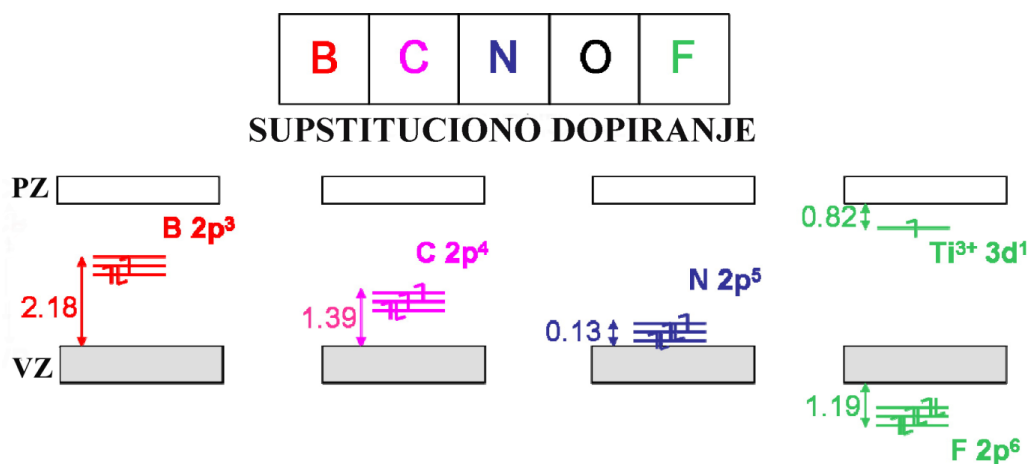 B C N O F
SUPSTITUCIONO DOPIRANJE
PZ
B 2p³
2.18
C 2p⁴
1.39
N 2p⁵
0.13
0.82
Ti³⁺ 3d¹
VZ
1.19
F 2p⁶